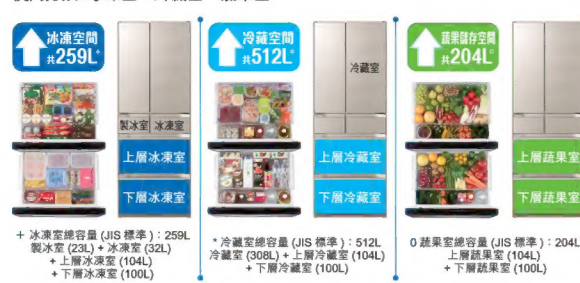 冰凍空間
共259L+
製冰室 冰凍室
上層冰凍室
下層冰凍室
+ 冰凍室總容量 (JIS 標準)：259L
製冰室 (23L) + 冰凍室 (32L)
+ 上層冰凍室 (104L)
+ 下層冰凍室 (100L)
冷藏空間
共512L*
冷藏室
上層冷藏室
下層冷藏室
* 冷藏室總容量 (JIS 標準)：512L
冷藏室 (308L) + 上層冷藏室 (104L)
+ 下層冷藏室 (100L)
蔬果儲存空間
共204L0
上層蔬果室
下層蔬果室
0 蔬果室總容量 (JIS 標準)：204L
上層蔬果室 (104L)
+ 下層蔬果室 (100L)